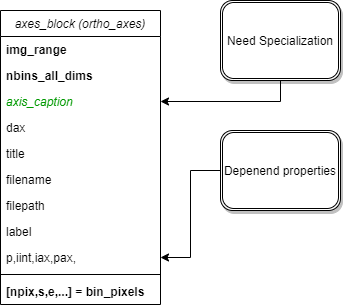 axes_block (ortho_axes)
img_range
nbins_all_dims
axis_caption
dax
title
filename
filepath
label
p,iint,iax,pax,
[npix,s,e,...] = bin_pixels
Need Specialization
Depenend properties